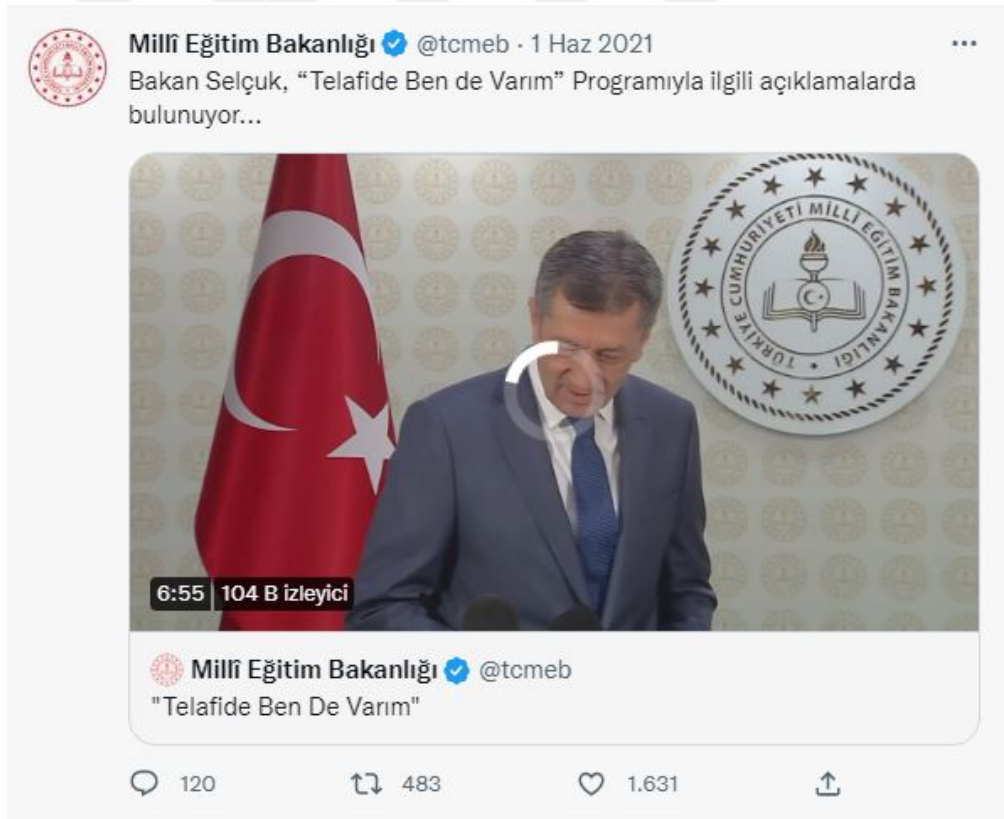 Millî Eğitim Bakanlığı @tcmeb · 1 Haz 2021
Bakan Selçuk, “Telafide Ben de Varım” Programıyla ilgili açıklamalarda
bulunuyor...
TÜRKİYE CUMHURİYETİ MİLLÎ EĞİTİM BAKANLIĞI
6:55 104 B izleyici
Millî Eğitim Bakanlığı @tcmeb
"Telafide Ben De Varım"
120 483 1.631